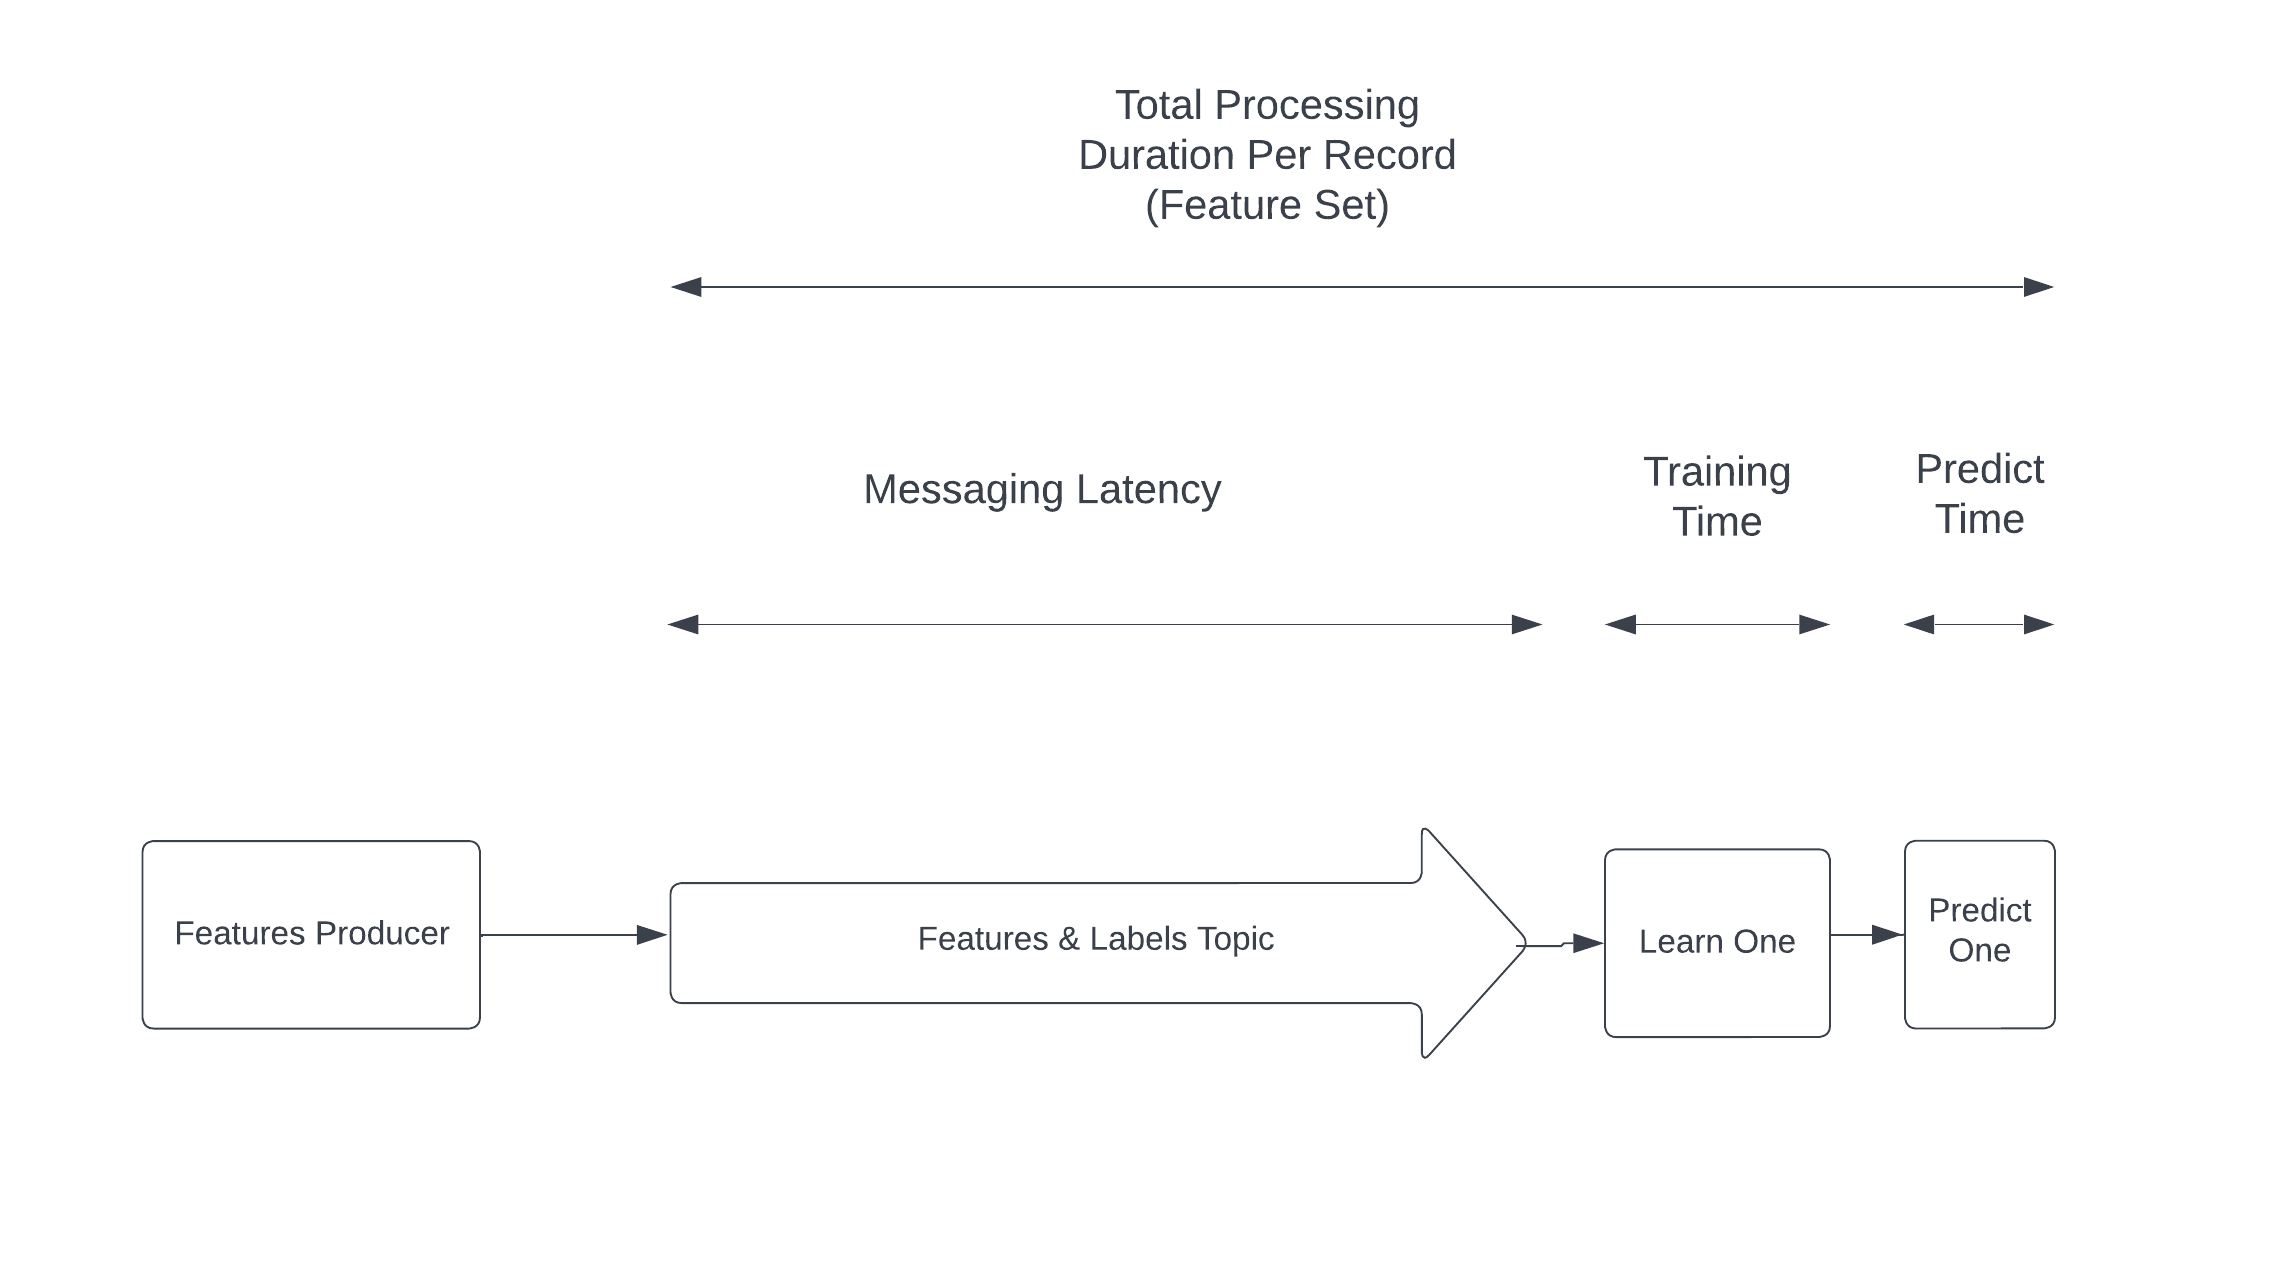 Total Processing
Duration Per Record
(Feature Set)
Messaging Latency
Training
Time
Predict
Time
Features Producer
Features & Labels Topic
Learn One
Predict
One